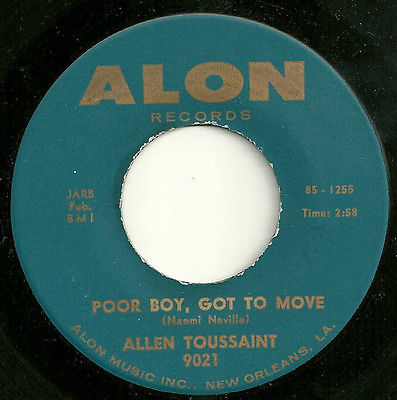 ALON
RECORDS
JARB
Pub.
BMI
85 - 1255
Time: 2:58
POOR BOY, GOT TO MOVE
(Naomi Neville)
ALLEN TOUSSAINT
9021
ALON MUSIC INC., NEW ORLEANS, LA.